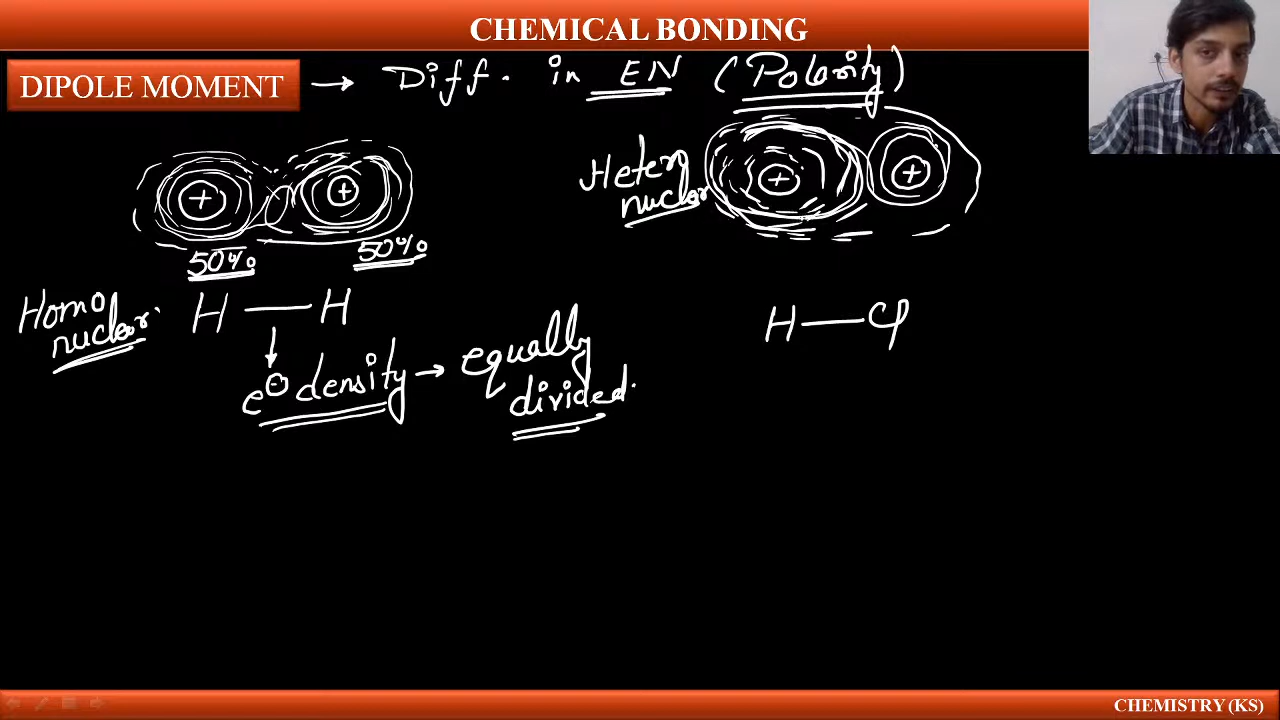 CHEMICAL BONDING
DIPOLE MOMENT → Diff. in EN (Polarity)
+ +
50% 50%
Homo
nuclear.
H — H
e⊖ density → equally
divided.
Hetero
nuclear
+ +
H — Cl
CHEMISTRY (KS)